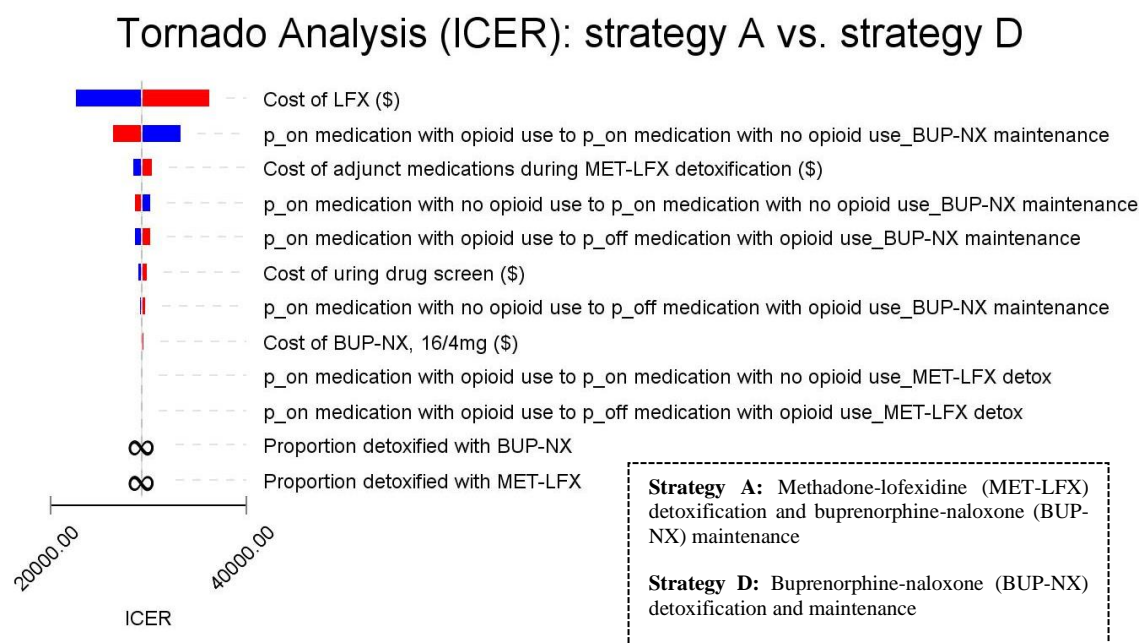 Tornado Analysis (ICER): strategy A vs. strategy D
Cost of LFX ($)
p_on medication with opioid use to p_on medication with no opioid use_BUP-NX maintenance
Cost of adjunct medications during MET-LFX detoxification ($)
p_on medication with no opioid use to p_on medication with no opioid use_BUP-NX maintenance
p_on medication with opioid use to p_off medication with opioid use_BUP-NX maintenance
Cost of uring drug screen ($)
p_on medication with no opioid use to p_off medication with opioid use_BUP-NX maintenance
Cost of BUP-NX, 16/4mg ($)
p_on medication with opioid use to p_on medication with no opioid use_MET-LFX detox
p_on medication with opioid use to p_off medication with opioid use_MET-LFX detox
∞ Proportion detoxified with BUP-NX
∞ Proportion detoxified with MET-LFX
20000.00
40000.00
ICER
Strategy A: Methadone-lofexidine (MET-LFX)
detoxification and buprenorphine-naloxone (BUP-
NX) maintenance
Strategy D: Buprenorphine-naloxone (BUP-NX)
detoxification and maintenance